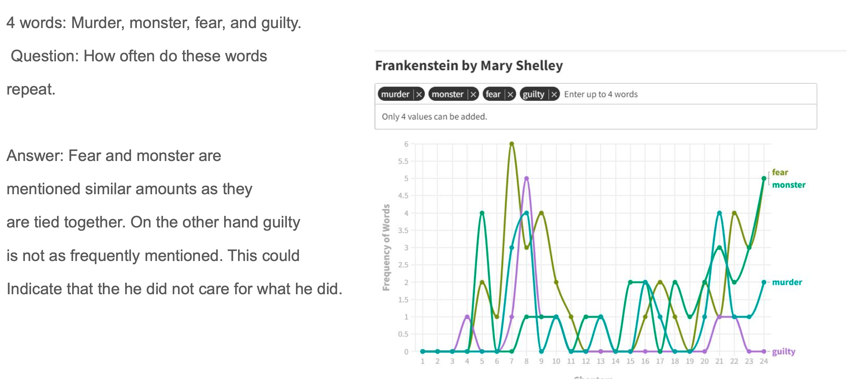 4 words: Murder, monster, fear, and guilty.
Question: How often do these words
repeat.
Answer: Fear and monster are
mentioned similar amounts as they
are tied together. On the other hand guilty
is not as frequently mentioned. This could
Indicate that the he did not care for what he did.
Frankenstein by Mary Shelley
murder × monster × fear × guilty × Enter up to 4 words
Only 4 values can be added.
Frequency of Words
6
5.5
5
4.5
4
3.5
3
2.5
2
1.5
1
0.5
0
fear
monster
murder
guilty
1 2 3 4 5 6 7 8 9 10 11 12 13 14 15 16 17 18 19 20 21 22 23 24